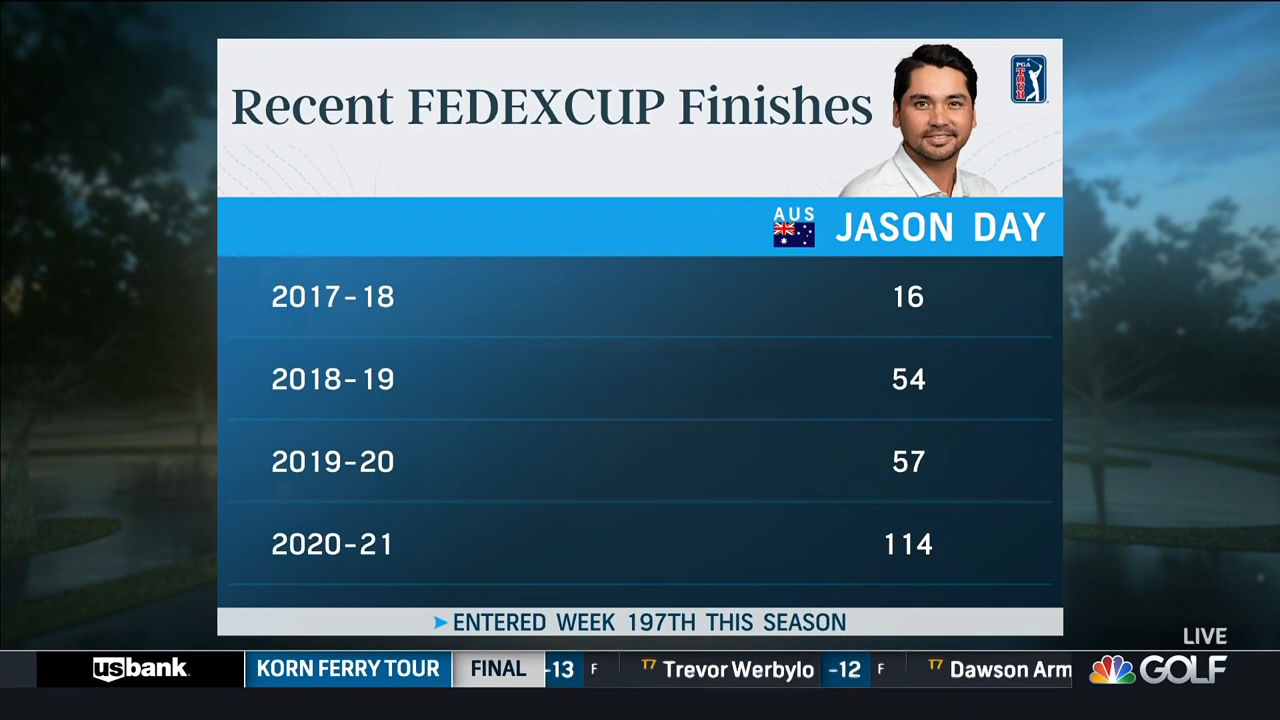 Recent FEDEXCUP Finishes
PGA TOUR
AUS
JASON DAY
2017-18 16
2018-19 54
2019-20 57
2020-21 114
ENTERED WEEK 197TH THIS SEASON
LIVE
usbank KORN FERRY TOUR FINAL -13 F T7 Trevor Werbylo -12 F T7 Dawson Arm GOLF